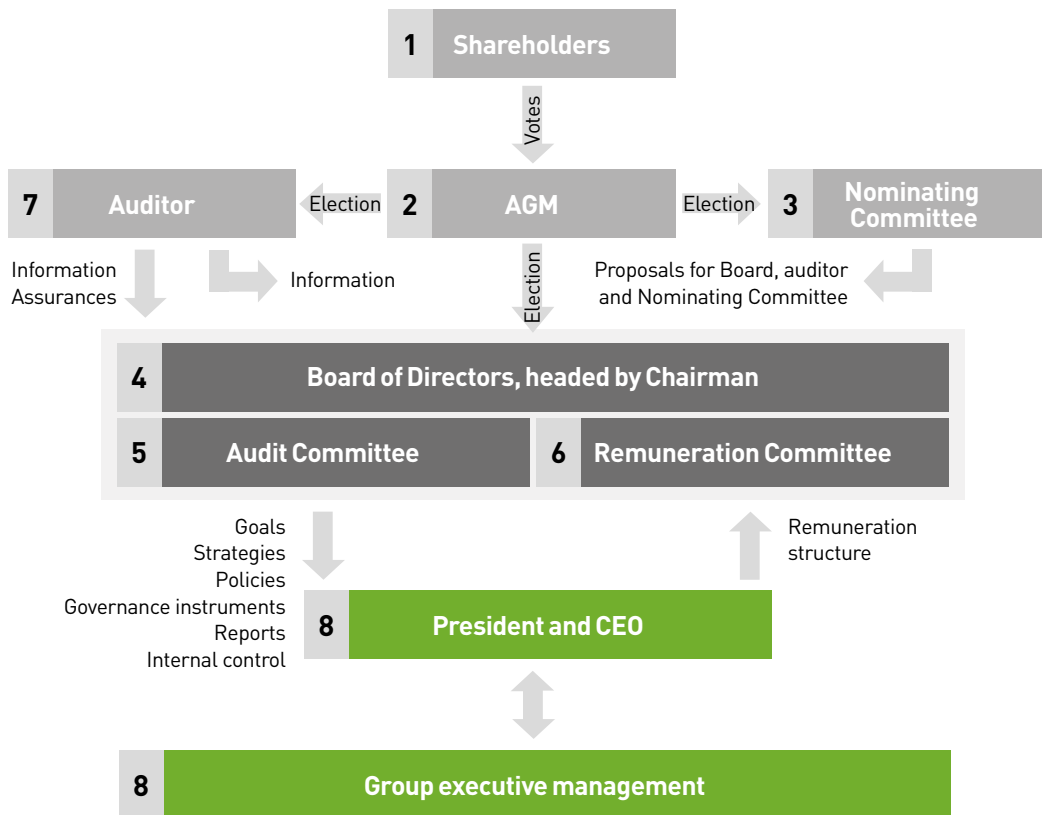 1 Shareholders
Votes
7 Auditor
Election
2 AGM
Election
3 Nominating
Committee
Information
Assurances
Information
Election
Proposals for Board, auditor
and Nominating Committee
4 Board of Directors, headed by Chairman
5 Audit Committee
6 Remuneration Committee
Goals
Strategies
Policies
Governance instruments
Reports
Internal control
Remuneration
structure
8 President and CEO
8 Group executive management